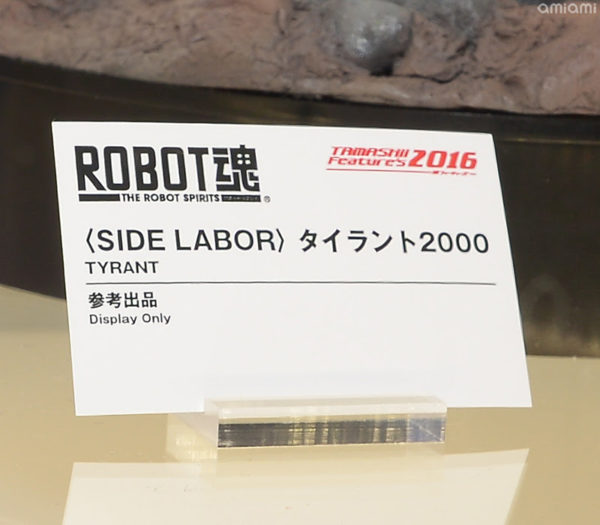 amiami
ROBOT魂
THE ROBOT SPIRITS
®
TAMASHII
Features 2016
〈SIDE LABOR〉 タイラント2000
TYRANT
参考出品
Display Only